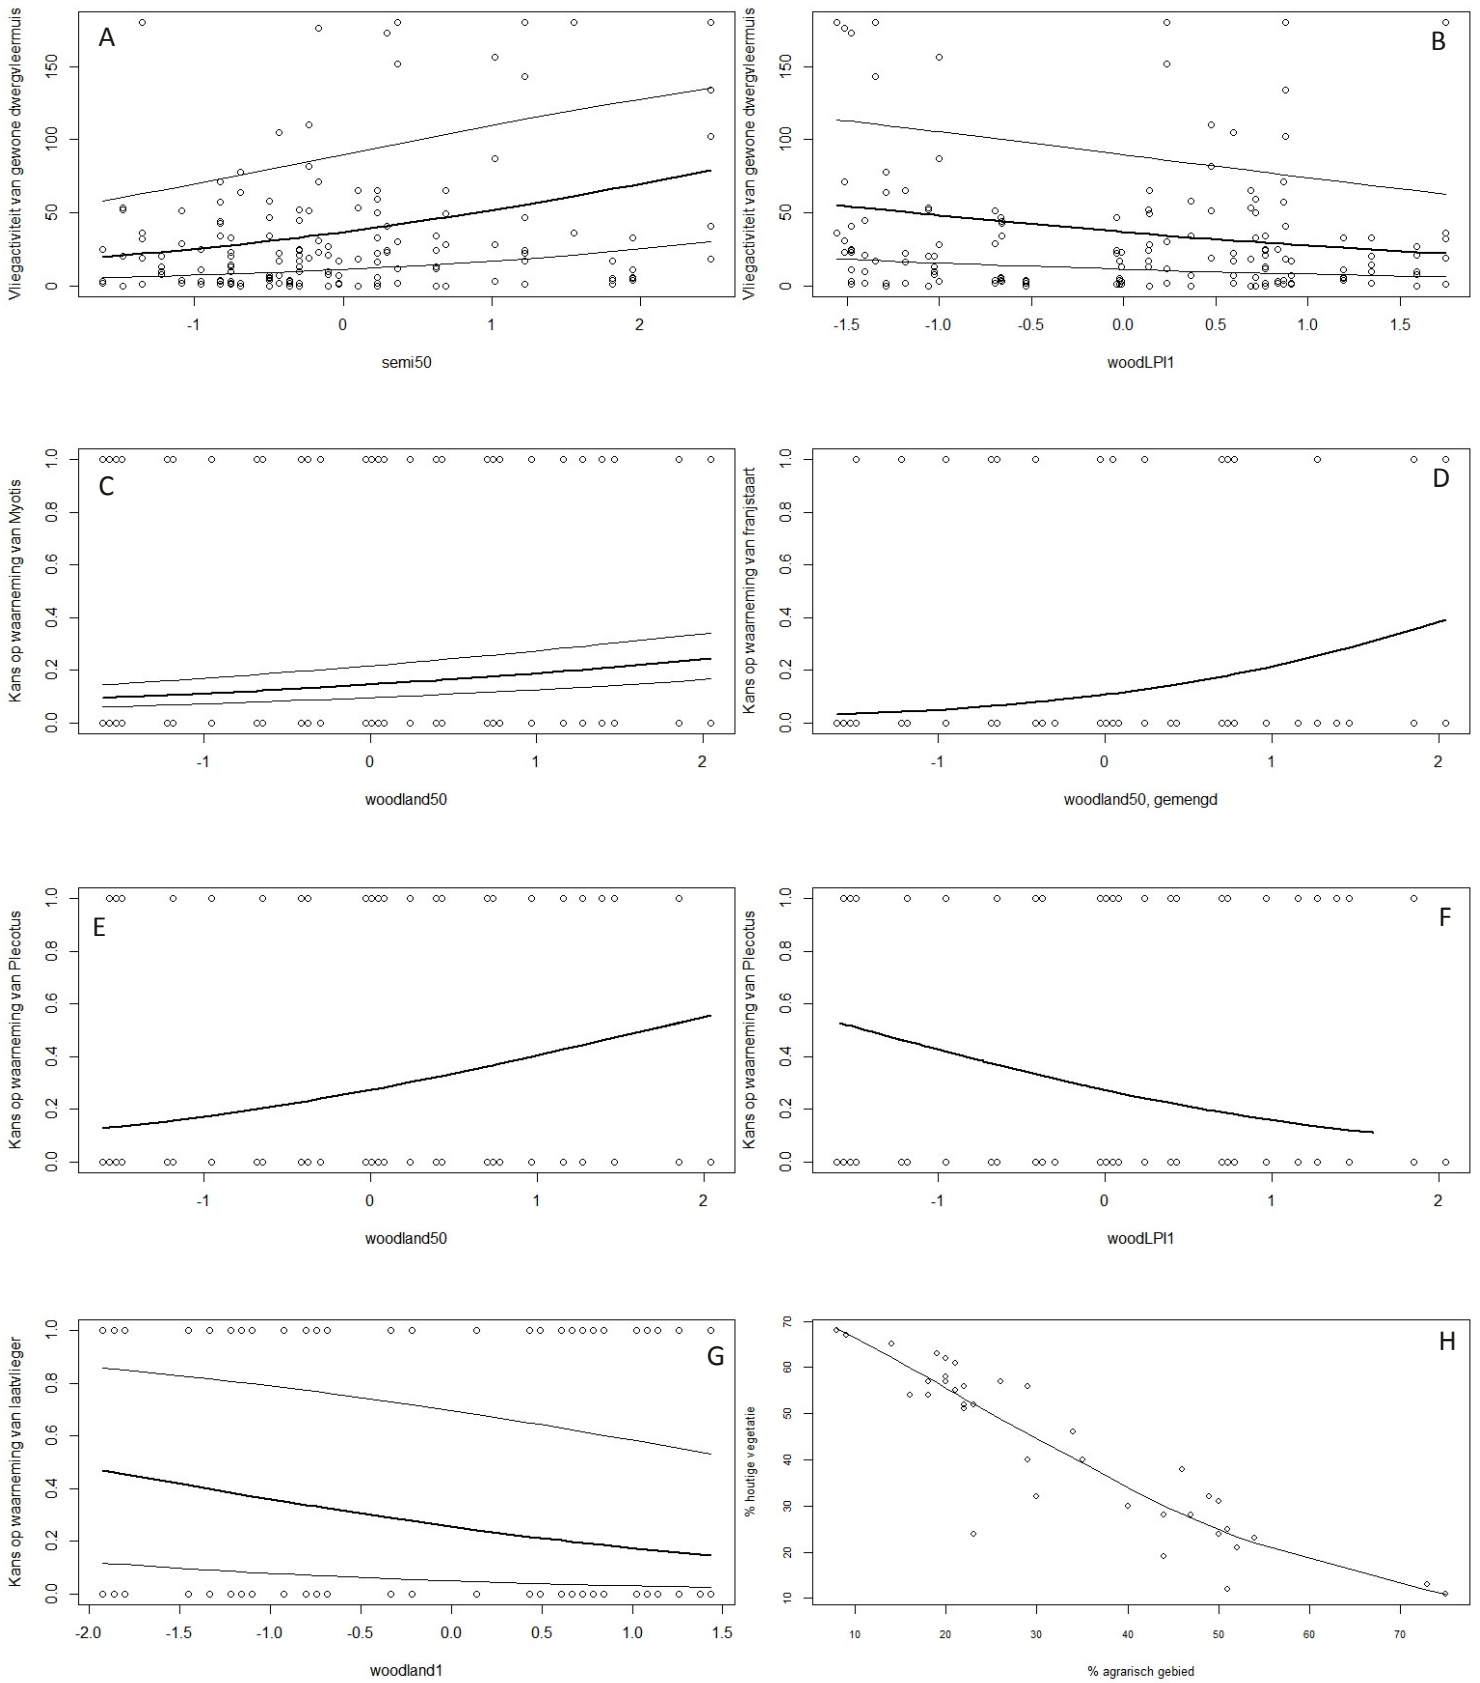 A
Vliegactiviteit van gewone dwergvleermuis
150
100
50
0
-1 0 1 2
semi50
B
Vliegactiviteit van gewone dwergvleermuis
150
100
50
0
-1.5 -1.0 -0.5 0.0 0.5 1.0 1.5
woodLPI1
C
Kans op waarneming van Myotis
1.0
0.8
0.6
0.4
0.2
0.0
-1 0 1 2
woodland50
D
Kans op waarneming van franjstaart
1.0
0.8
0.6
0.4
0.2
0.0
-1 0 1 2
woodland50, gemengd
E
Kans op waarneming van Plecotus
1.0
0.8
0.6
0.4
0.2
0.0
-1 0 1 2
woodland50
F
Kans op waarneming van Plecotus
1.0
0.8
0.6
0.4
0.2
0.0
-1 0 1 2
woodLPI1
G
Kans op waarneming van laatvlieger
1.0
0.8
0.6
0.4
0.2
0.0
-2.0 -1.5 -1.0 -0.5 0.0 0.5 1.0 1.5
woodland1
H
% houtige vegetatie
70
60
50
40
30
20
10
10 20 30 40 50 60 70
% agrarisch gebied